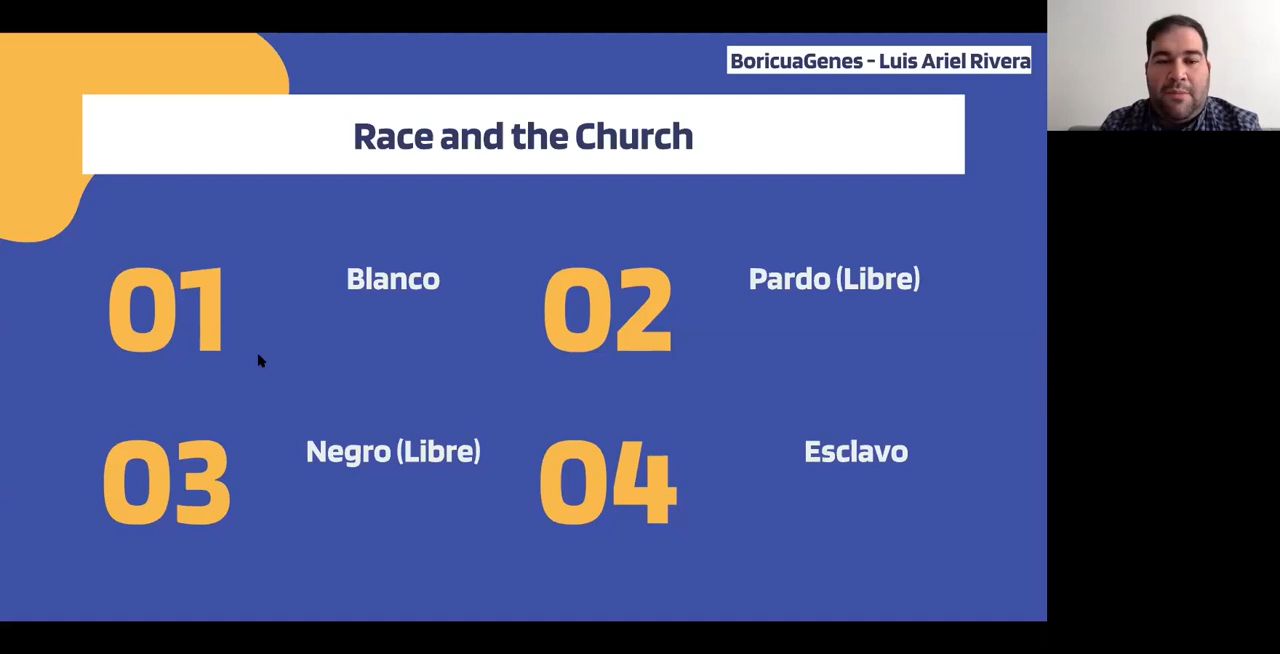 BoricuaGenes - Luis Ariel Rivera
Race and the Church
01
Blanco
02
Pardo (Libre)
03
Negro (Libre)
04
Esclavo